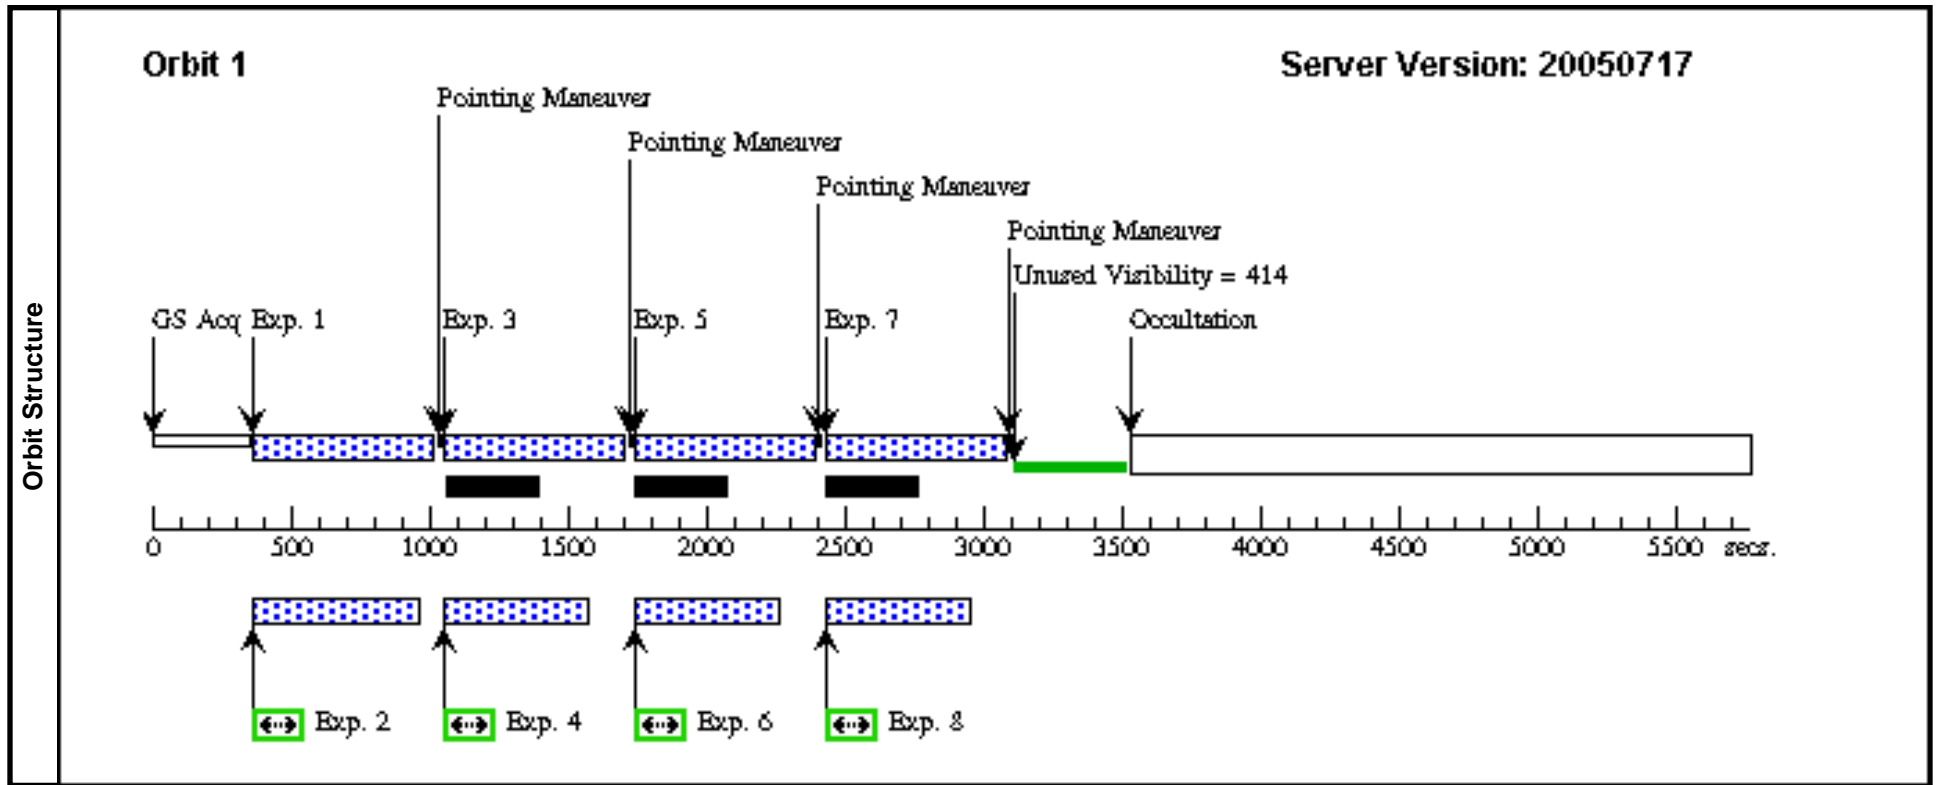 Orbit 1
Server Version: 20050717
Pointing Maneuver
Pointing Maneuver
Pointing Maneuver
Pointing Maneuver
Unused Visibility = 414
GS Acq Exp. 1 Exp. 3 Exp. 5 Exp. 7 Occultation
Orbit Structure
0 500 1000 1500 2000 2500 3000 3500 4000 4500 5000 5500 secs.
Exp. 2 Exp. 4 Exp. 6 Exp. 8